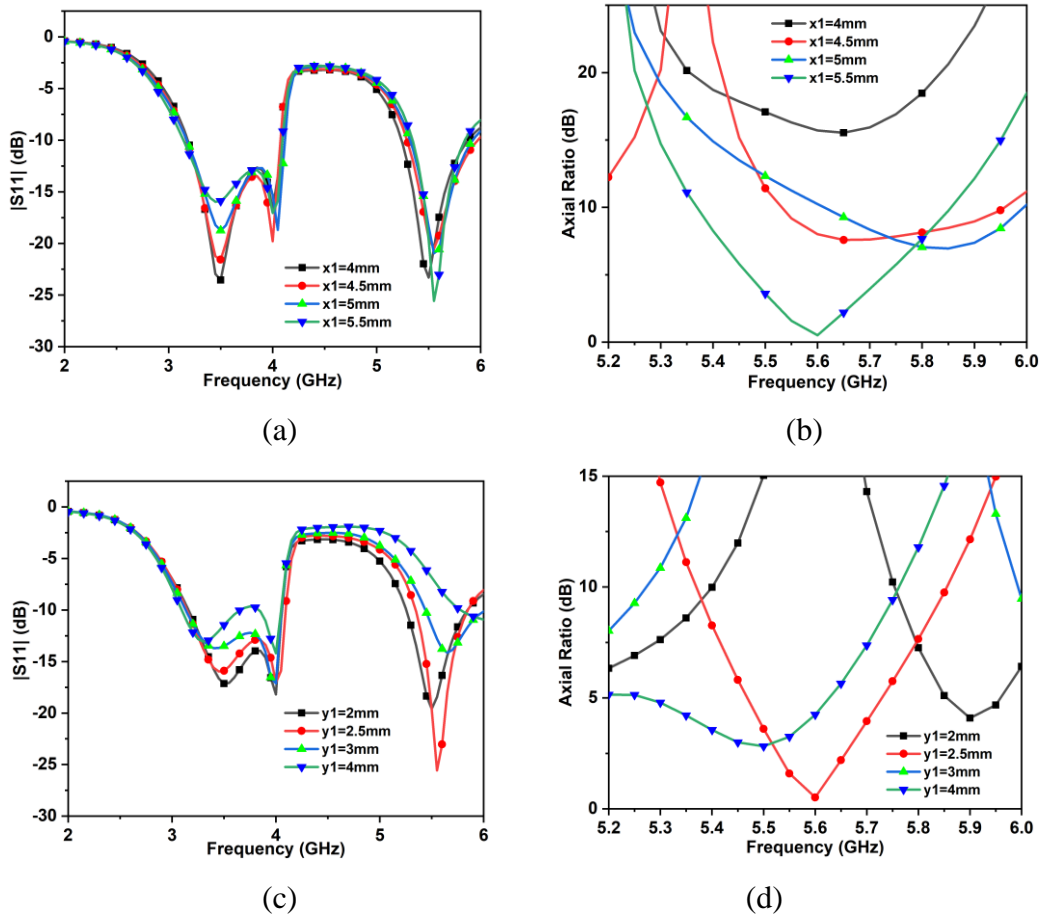 0
-5
-10
-15
-20
-25
-30
|S11| (dB)
x1=4mm
x1=4.5mm
x1=5mm
x1=5.5mm
2 3 4 5 6
Frequency (GHz)
(a)
20
10
0
Axial Ratio (dB)
x1=4mm
x1=4.5mm
x1=5mm
x1=5.5mm
5.2 5.3 5.4 5.5 5.6 5.7 5.8 5.9 6.0
Frequency (GHz)
(b)
0
-5
-10
-15
-20
-25
-30
|S11| (dB)
y1=2mm
y1=2.5mm
y1=3mm
y1=4mm
2 3 4 5 6
Frequency (GHz)
(c)
15
10
5
0
Axial Ratio (dB)
y1=2mm
y1=2.5mm
y1=3mm
y1=4mm
5.2 5.3 5.4 5.5 5.6 5.7 5.8 5.9 6.0
Frequency (GHz)
(d)